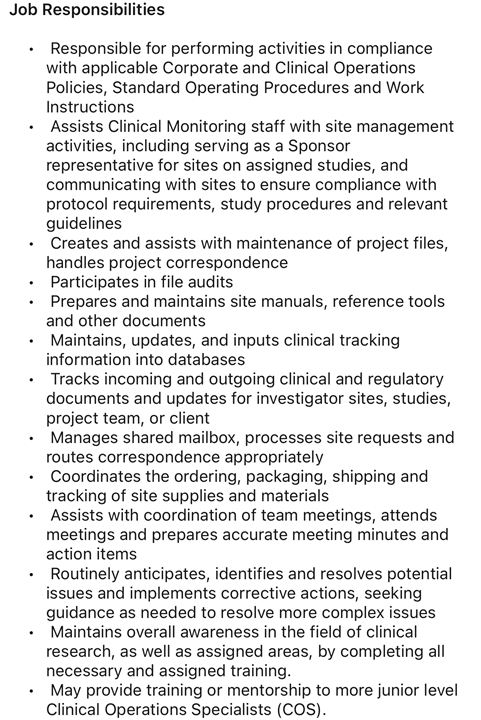 Job Responsibilities
• Responsible for performing activities in compliance
with applicable Corporate and Clinical Operations
Policies, Standard Operating Procedures and Work
Instructions
• Assists Clinical Monitoring staff with site management
activities, including serving as a Sponsor
representative for sites on assigned studies, and
communicating with sites to ensure compliance with
protocol requirements, study procedures and relevant
guidelines
• Creates and assists with maintenance of project files,
handles project correspondence
• Participates in file audits
• Prepares and maintains site manuals, reference tools
and other documents
• Maintains, updates, and inputs clinical tracking
information into databases
• Tracks incoming and outgoing clinical and regulatory
documents and updates for investigator sites, studies,
project team, or client
• Manages shared mailbox, processes site requests and
routes correspondence appropriately
• Coordinates the ordering, packaging, shipping and
tracking of site supplies and materials
• Assists with coordination of team meetings, attends
meetings and prepares accurate meeting minutes and
action items
• Routinely anticipates, identifies and resolves potential
issues and implements corrective actions, seeking
guidance as needed to resolve more complex issues
• Maintains overall awareness in the field of clinical
research, as well as assigned areas, by completing all
necessary and assigned training.
• May provide training or mentorship to more junior level
Clinical Operations Specialists (COS).